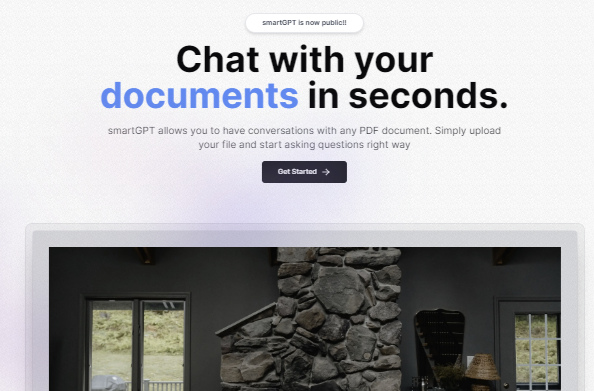 smartGPT is now public!!
Chat with your
documents in seconds.
smartGPT allows you to have conversations with any PDF document. Simply upload
your file and start asking questions right way
Get Started